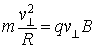 m v⊥² / R = qv⊥B